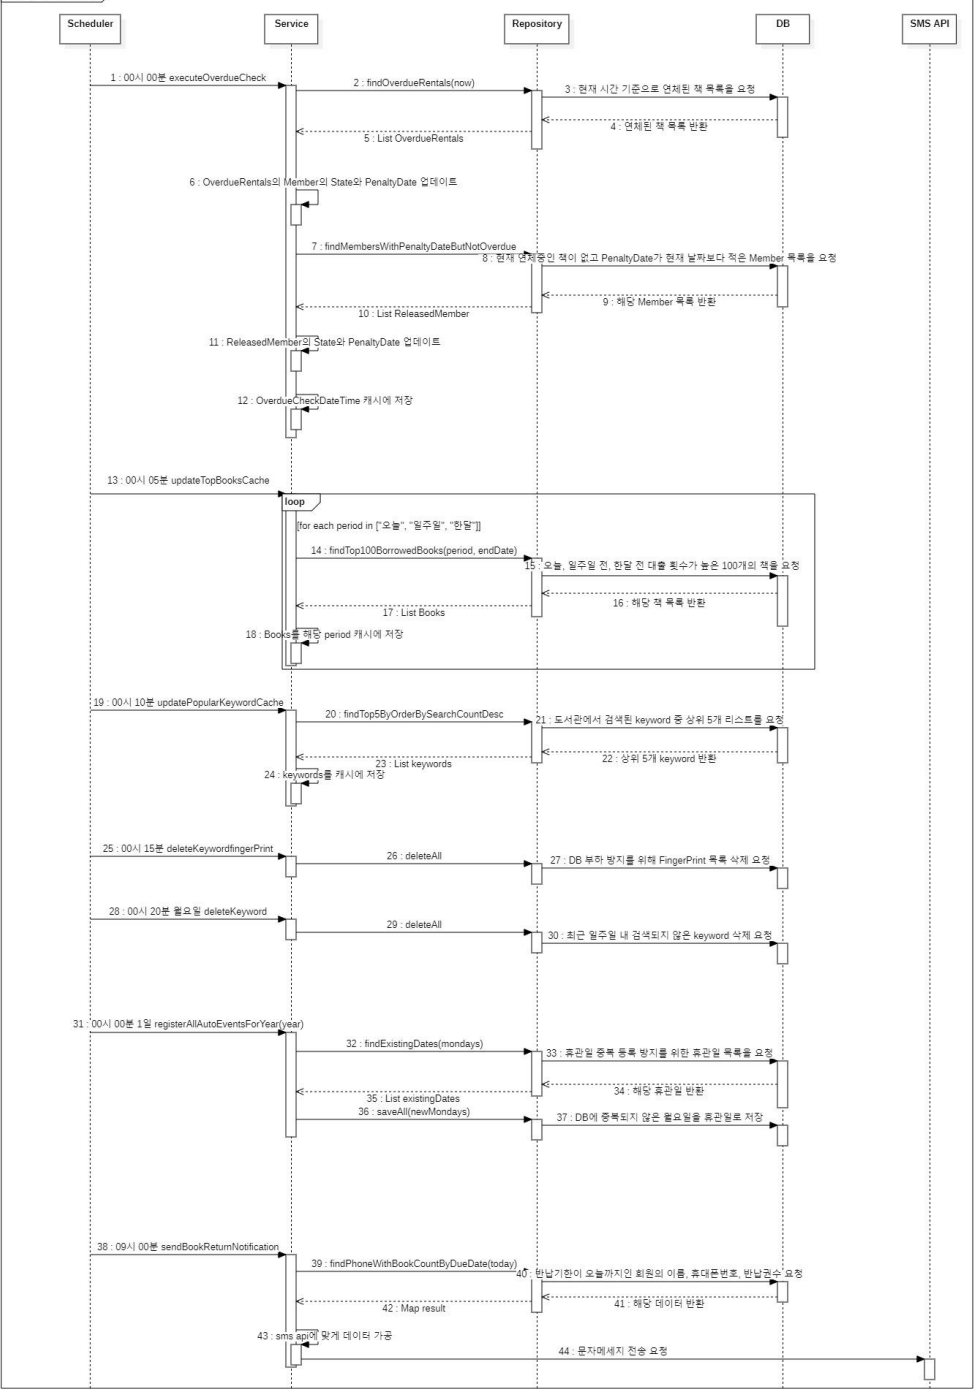 Scheduler
Service
Repository
DB
SMS API
1 : 00시 00분 executeOverdueCheck
2 : findOverdueRentals(now)
3 : 현재 시간 기준으로 연체된 책 목록을 요청
4 : 연체된 책 목록 반환
5 : List OverdueRentals
6 : OverdueRentals의 Member의 State와 PenaltyDate 업데이트
7 : findMembersWithPenaltyDateButNotOverdue
8 : 현재 연체중인 책이 없고 PenaltyDate가 현재 날짜보다 적은 Member 목록을 요청
9 : 해당 Member 목록 반환
10 : List ReleasedMember
11 : ReleasedMember의 State와 PenaltyDate 업데이트
12 : OverdueCheckDateTime 캐시에 저장
13 : 00시 05분 updateTopBooksCache
loop
[for each period in ["오늘", "일주일", "한달"]]
14 : findTop100BorrowedBooks(period, endDate)
15 : 오늘, 일주일 전, 한달 전 대출 횟수가 높은 100개의 책을 요청
16 : 해당 책 목록 반환
17 : List Books
18 : Books를 해당 period 캐시에 저장
19 : 00시 10분 updatePopularKeywordCache
20 : findTop5ByOrderBySearchCountDesc
21 : 도서관에서 검색된 keyword 중 상위 5개 리스트를 요청
22 : 상위 5개 keyword 반환
23 : List keywords
24 : keywords를 캐시에 저장
25 : 00시 15분 deleteKeywordfingerPrint
26 : deleteAll
27 : DB 부하 방지를 위해 FingerPrint 목록 삭제 요청
28 : 00시 20분 월요일 deleteKeyword
29 : deleteAll
30 : 최근 일주일 내 검색되지 않은 keyword 삭제 요청
31 : 00시 00분 1일 registerAllAutoEventsForYear(year)
32 : findExistingDates(mondays)
33 : 휴관일 중복 등록 방지를 위한 휴관일 목록을 요청
34 : 해당 휴관일 반환
35 : List existingDates
36 : saveAll(newMondays)
37 : DB에 중복되지 않은 월요일을 휴관일로 저장
38 : 09시 00분 sendBookReturnNotification
39 : findPhoneWithBookCountByDueDate(today)
40 : 반납기한이 오늘까지인 회원의 이름, 휴대폰번호, 반납권수 요청
41 : 해당 데이터 반환
42 : Map result
43 : sms api에 맞게 데이터 가공
44 : 문자메세지 전송 요청